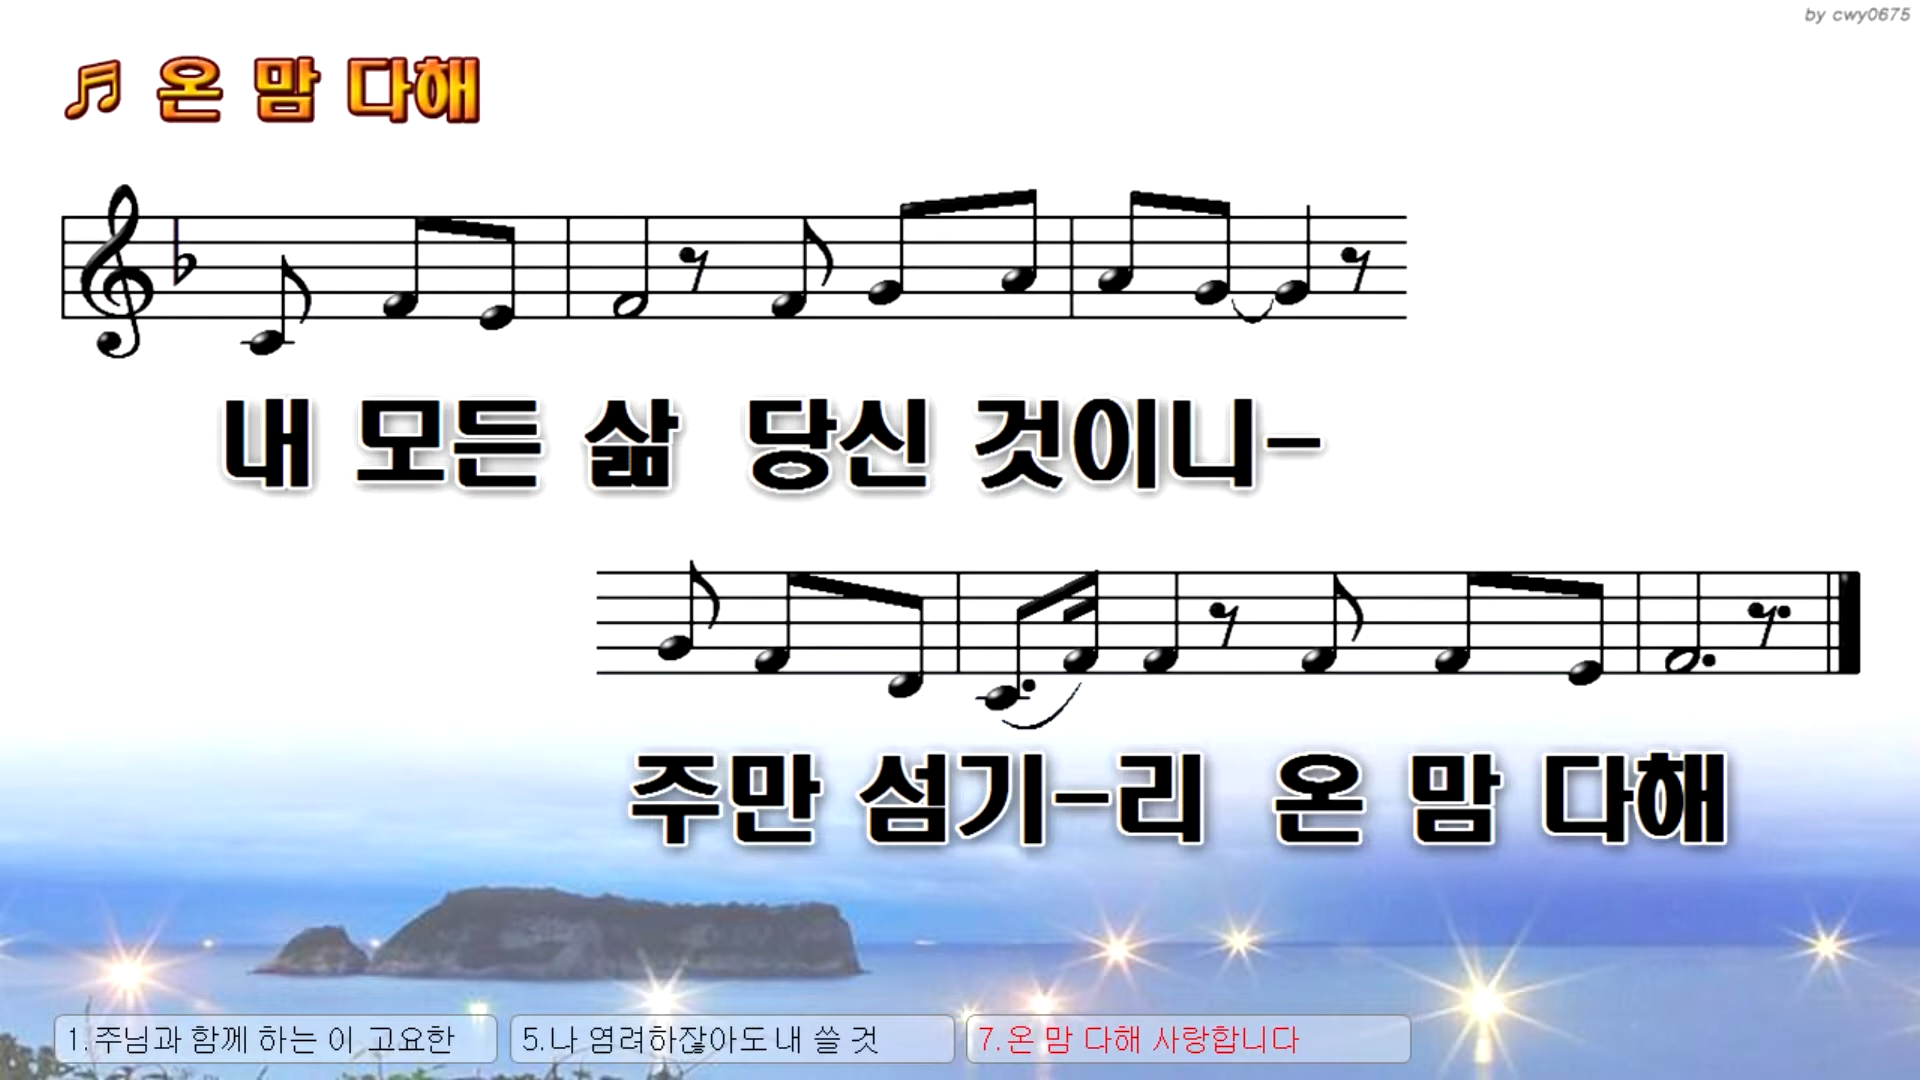 by cwy0675
♬ 온 맘 다해
내 모든 삶 당신 것이니-
주만 섬기-리 온 맘 다해
1.주님과 함께 하는 이 고요한
5.나 염려하잖아도 내 쓸 것
7.온 맘 다해 사랑합니다